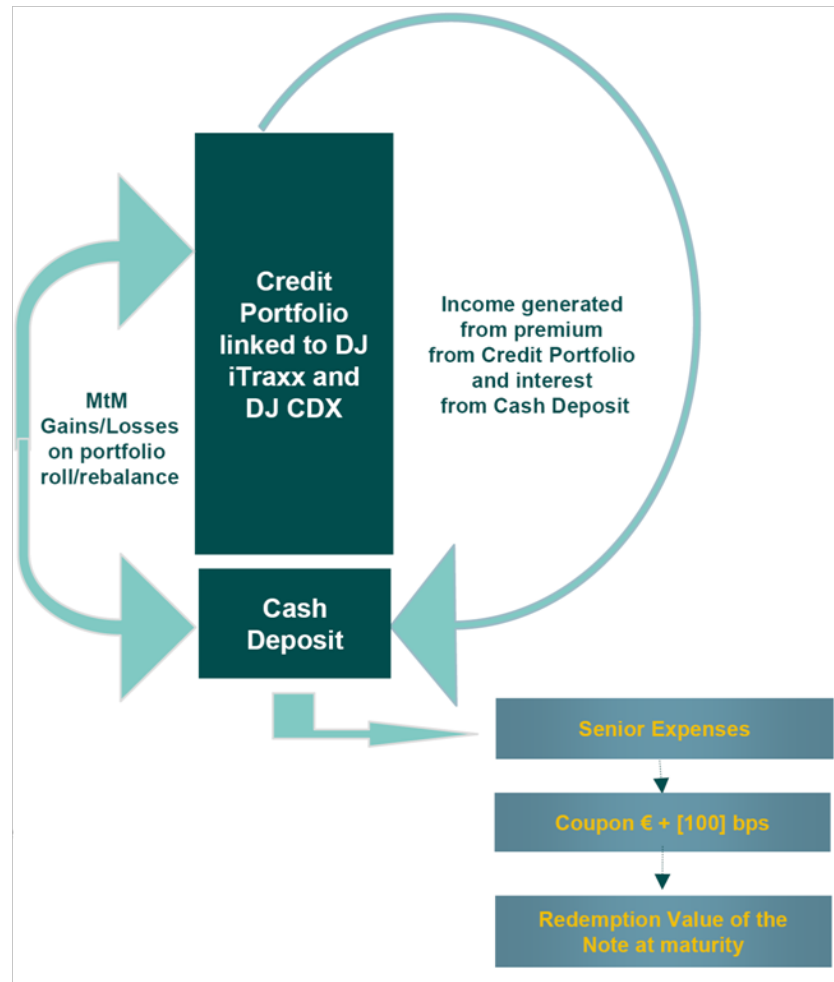 Credit
Portfolio
linked to DJ
iTraxx and
DJ CDX
Income generated
from premium
from Credit Portfolio
and interest
from Cash Deposit
MtM
Gains/Losses
on portfolio
roll/rebalance
Cash
Deposit
Senior Expenses
Coupon € + [100] bps
Redemption Value of the
Note at maturity